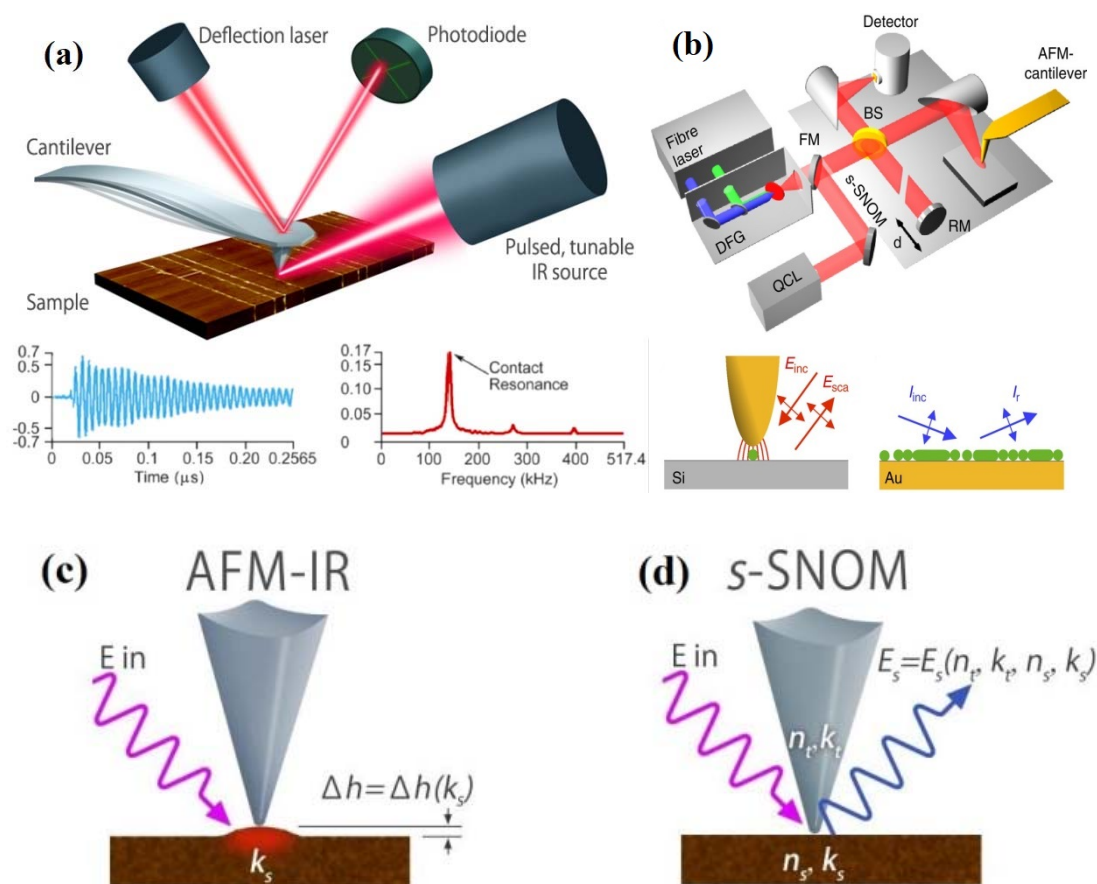 (a)
Deflection laser
Photodiode
Cantilever
Pulsed, tunable
IR source
Sample
0.7
0.5
0
-0.5
-0.7
0 0.05 0.1 0.15 0.20 0.2565
Time (μs)
0.17
0.15
0.10
0.05
0
Contact
Resonance
0 100 200 300 400 517.4
Frequency (kHz)
(b)
Detector
AFM-
cantilever
BS
FM
Fibre
laser
s-SNOM
DFG
d
RM
QCL
E inc
E sca
Si
I inc
I r
Au
(c)
AFM-IR
E in
Δh=Δh(ks)
ks
(d)
s-SNOM
E in
Es=Es(nt, kt, ns, ks)
nt, kt
ns, ks